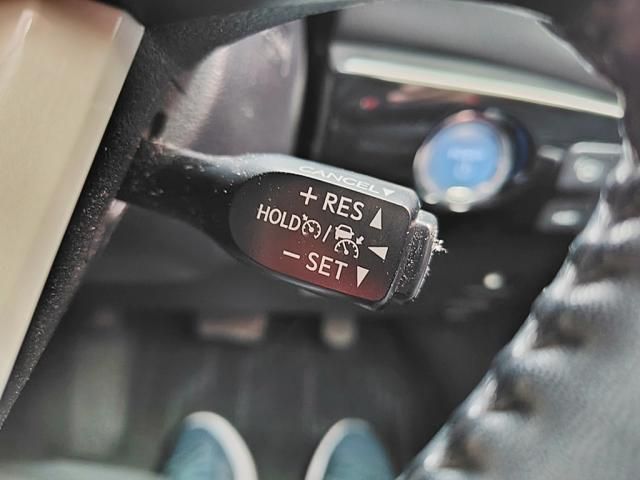 CANCEL▼
+ RES ▲
HOLD / ◀
− SET ▼